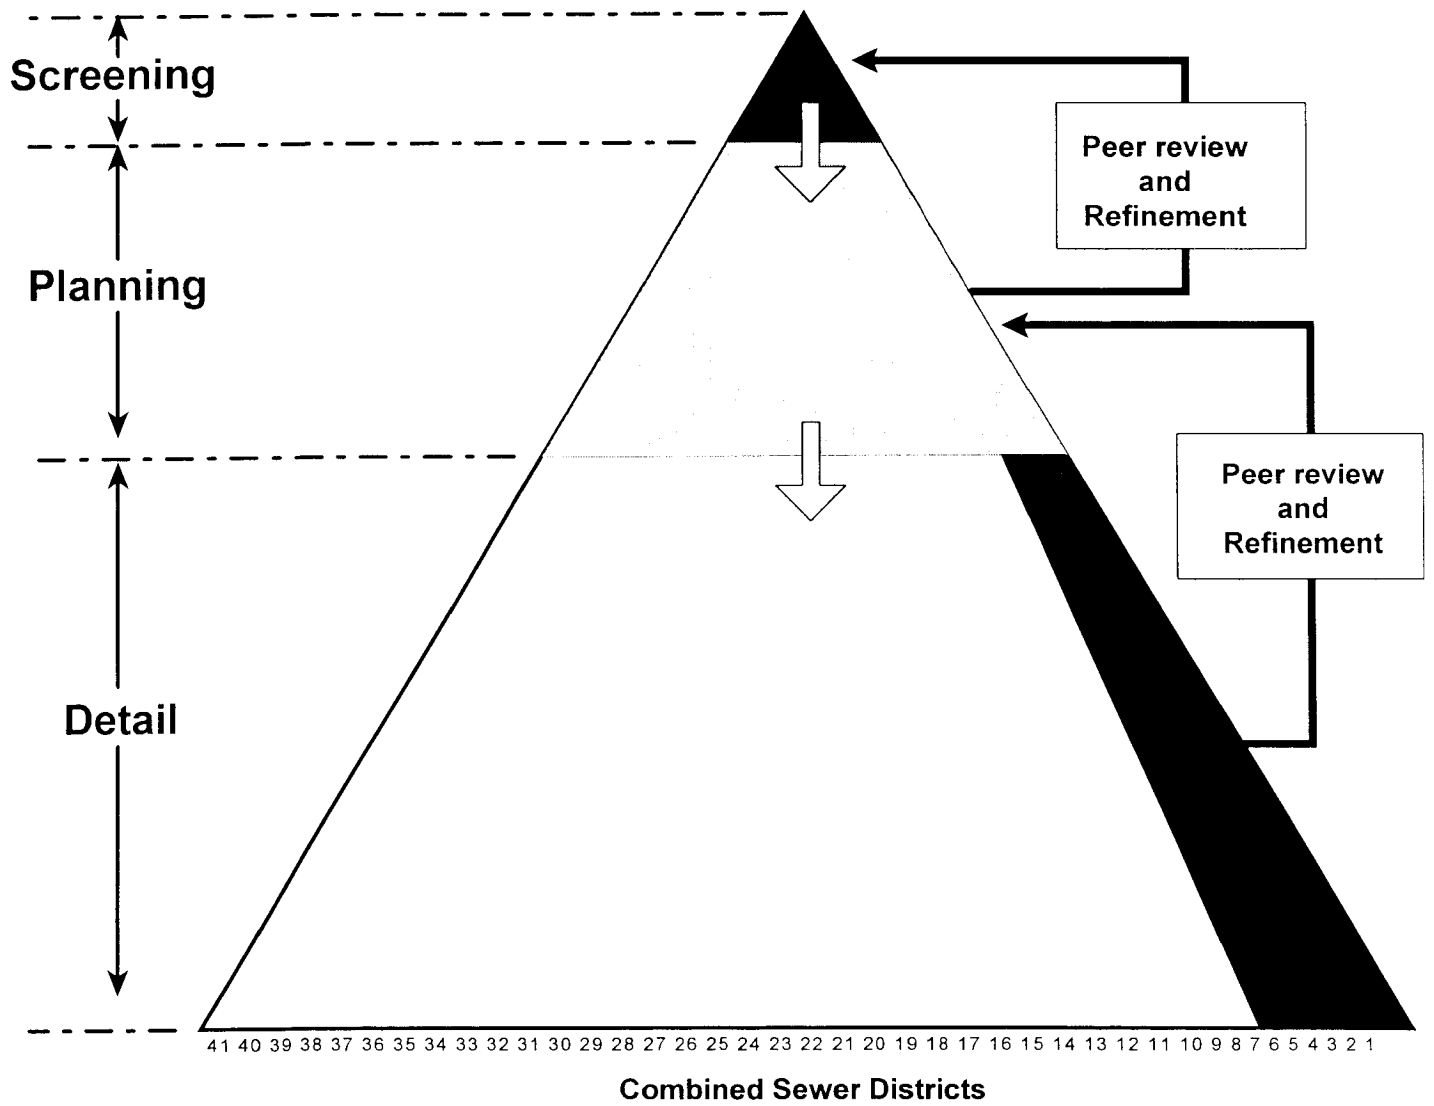 Screening
Peer review
and
Refinement
Planning
Peer review
and
Refinement
Detail
41 40 39 38 37 36 35 34 33 32 31 30 29 28 27 26 25 24 23 22 21 20 19 18 17 16 15 14 13 12 11 10 9 8 7 6 5 4 3 2 1
Combined Sewer Districts